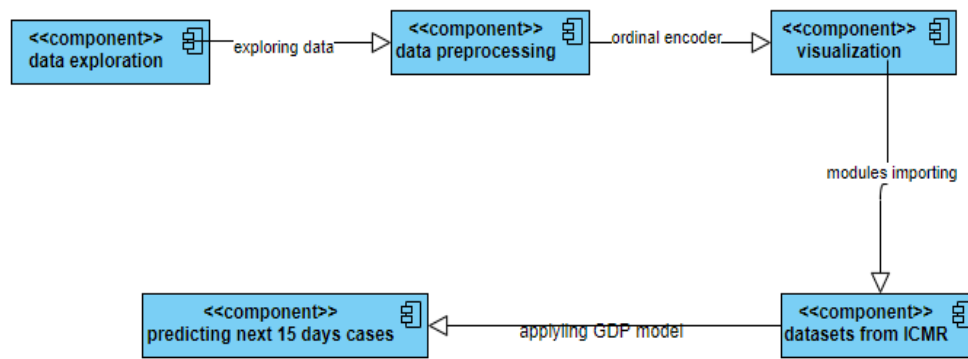 <<component>>
data exploration
exploring data
<<component>>
data preprocessing
ordinal encoder
<<component>>
visualization
modules importing
<<component>>
datasets from ICMR
applyling GDP model
<<component>>
predicting next 15 days cases